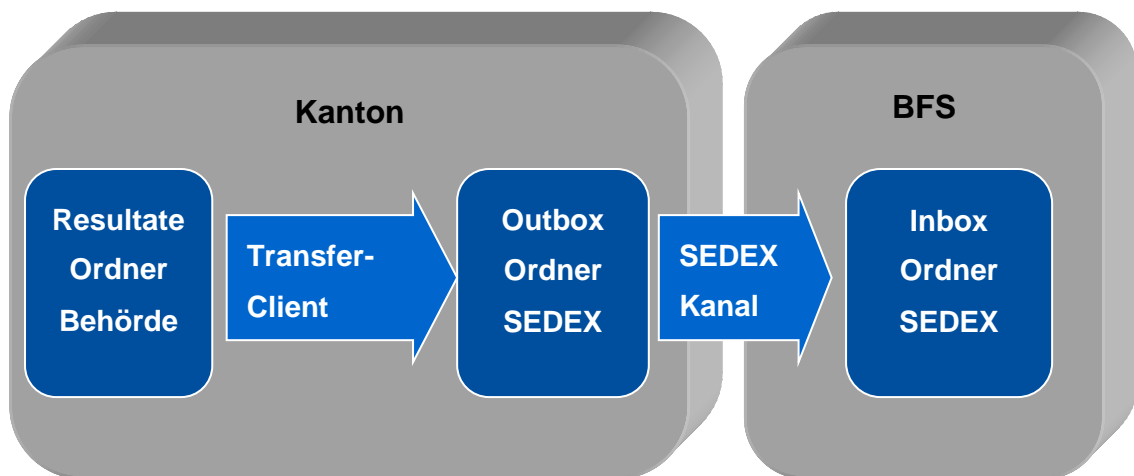 Kanton
BFS
Resultate
Ordner
Behörde
Transfer-
Client
Outbox
Ordner
SEDEX
SEDEX
Kanal
Inbox
Ordner
SEDEX